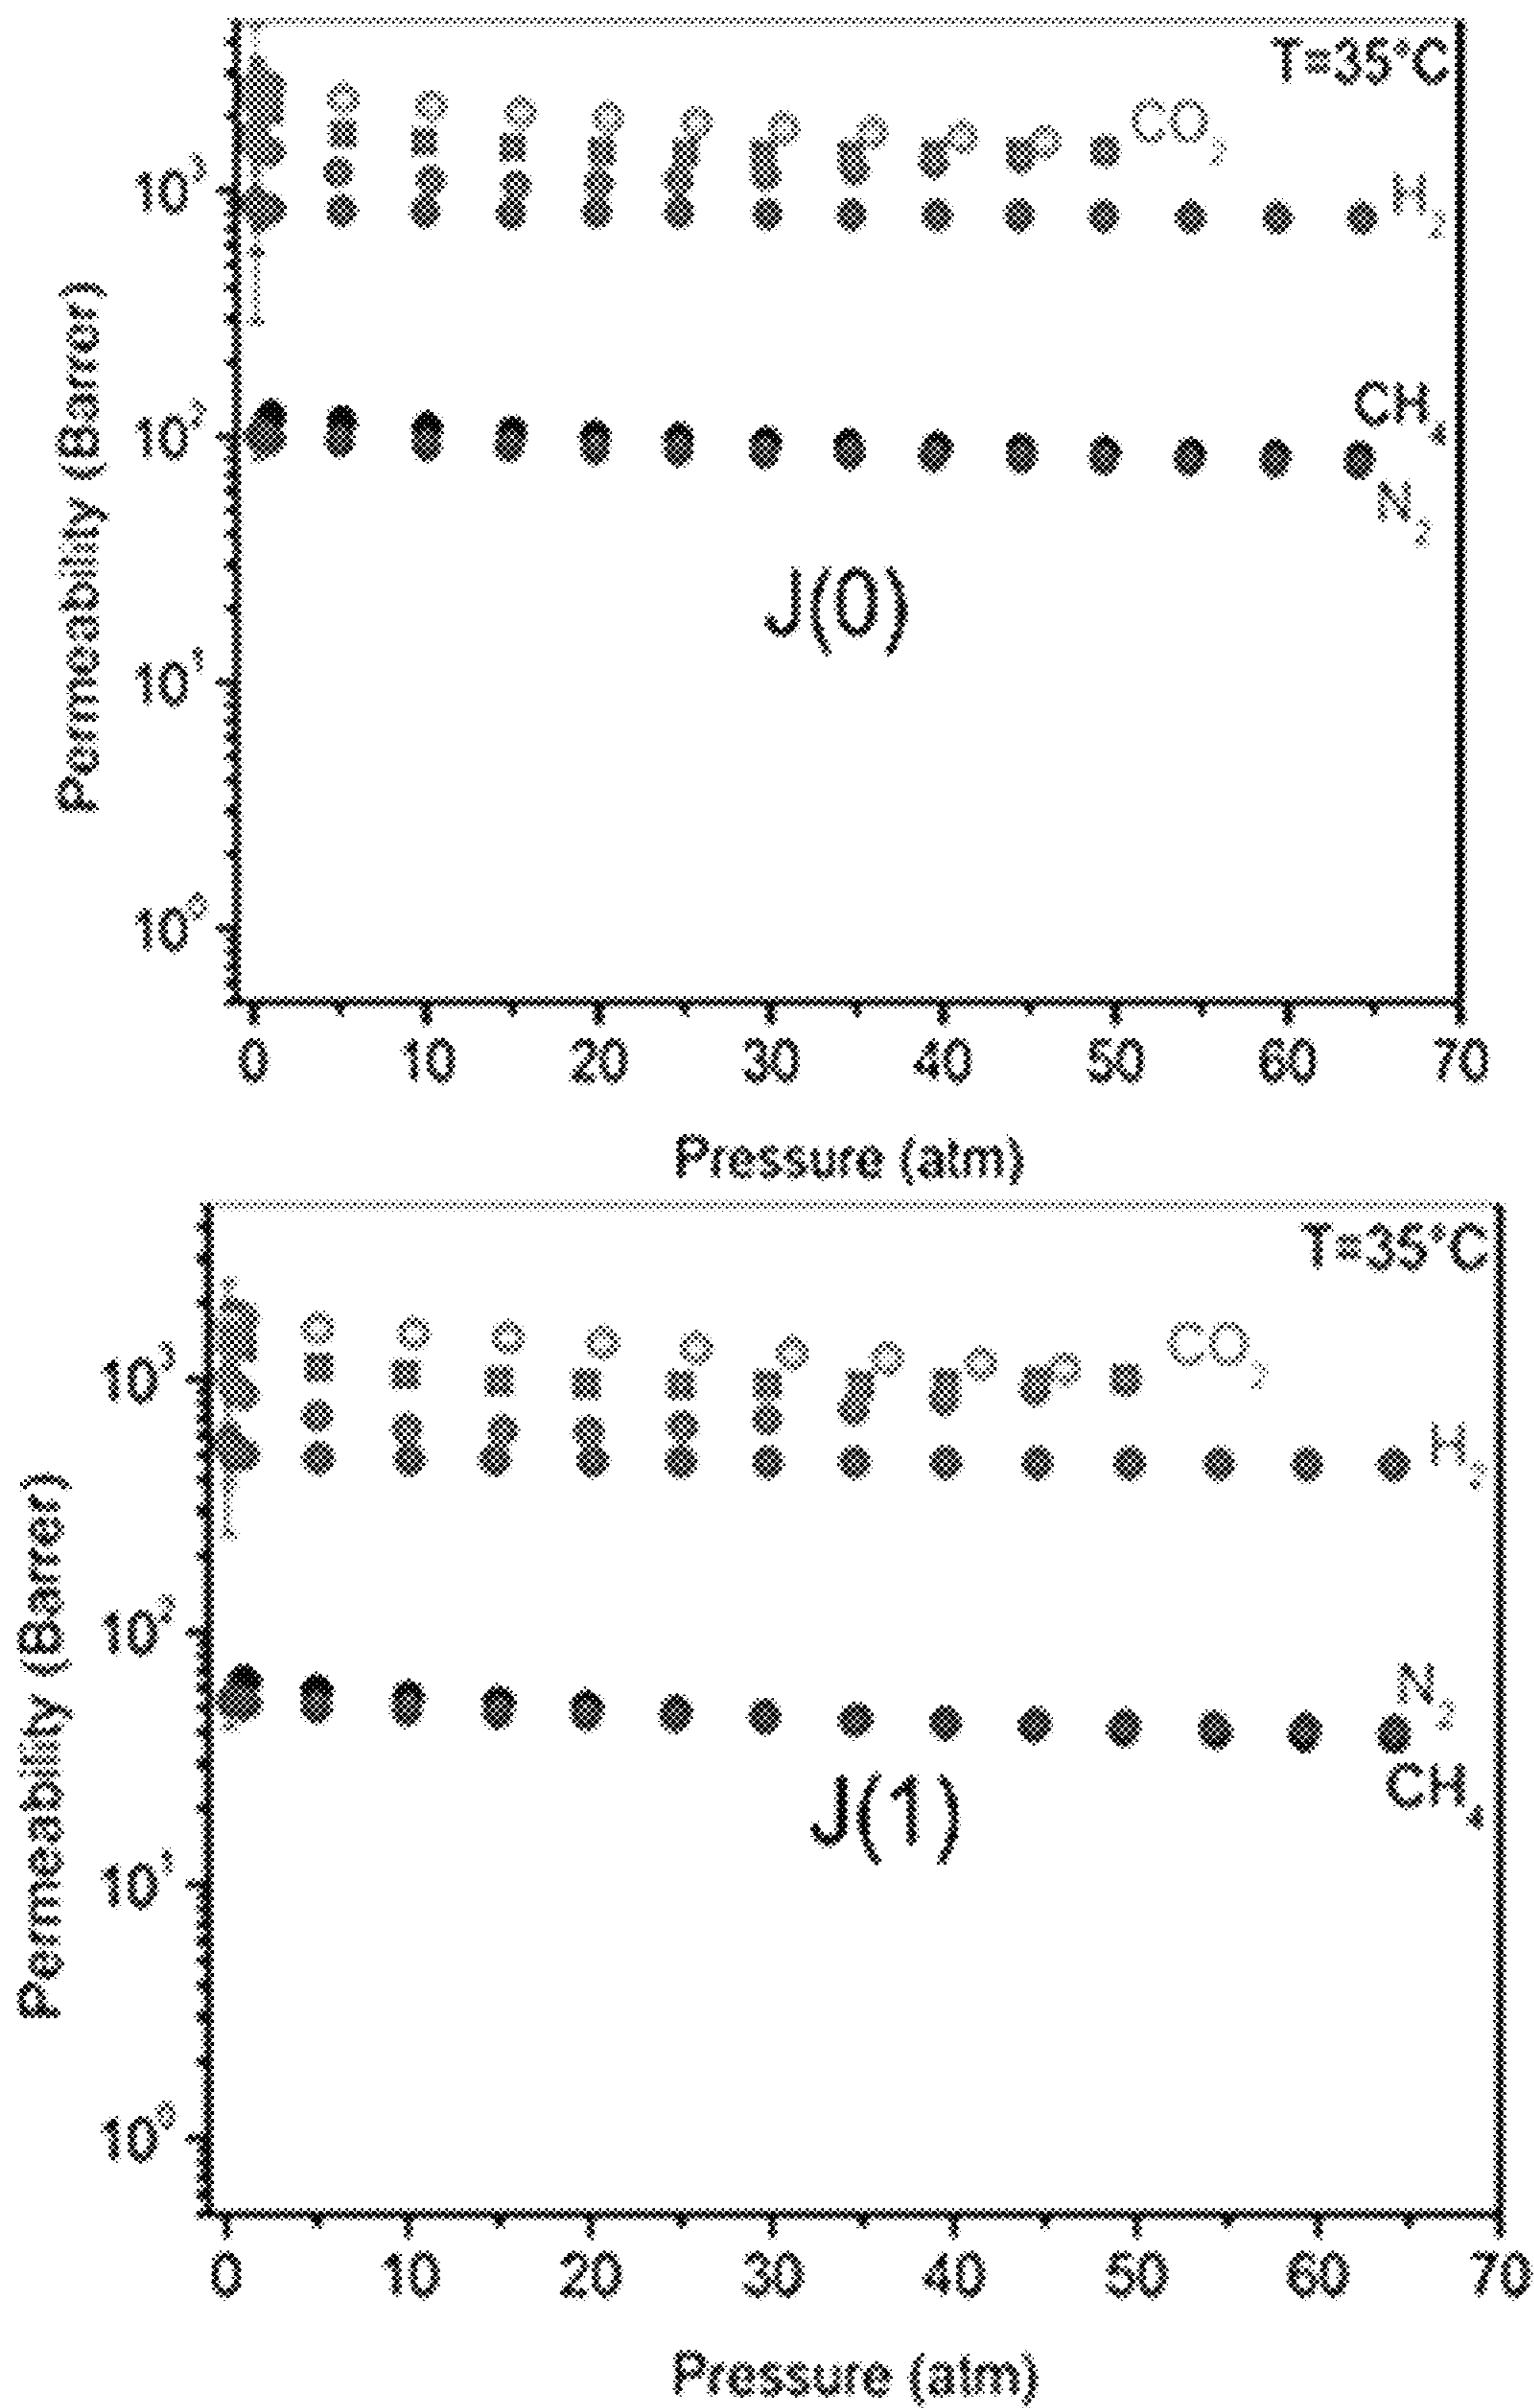 T=35°C
CO₂
10³
H₂
CH₄
10²
N₂
Permeability (Barrer)
J(0)
10¹
10⁰
0 10 20 30 40 50 60 70
Pressure (atm)
T=35°C
CO₂
10³
H₂
10²
N₂
CH₄
Permeability (Barrer)
J(1)
10¹
10⁰
0 10 20 30 40 50 60 70
Pressure (atm)